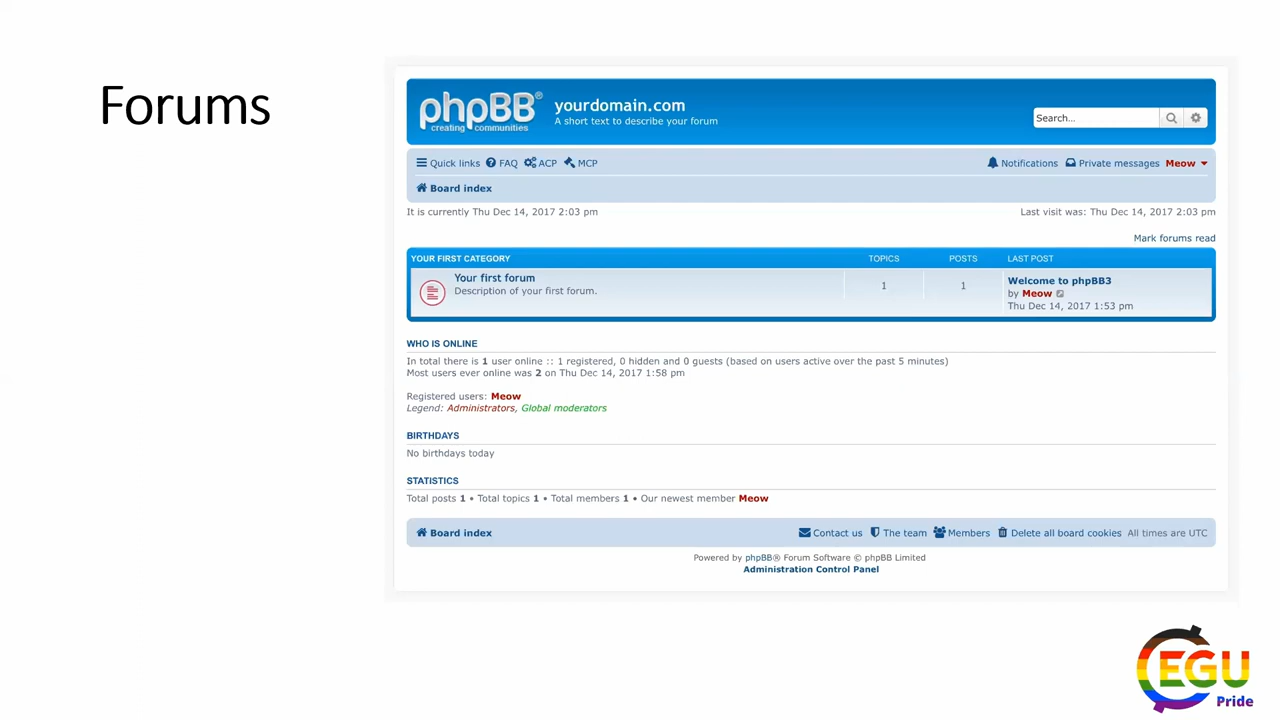 Forums
phpBB®
creating communities
yourdomain.com
A short text to describe your forum
Search...
Quick links FAQ ACP MCP
Notifications Private messages Meow
Board index
It is currently Thu Dec 14, 2017 2:03 pm
Last visit was: Thu Dec 14, 2017 2:03 pm
Mark forums read
YOUR FIRST CATEGORY TOPICS POSTS LAST POST
Your first forum
Description of your first forum.
1 1
Welcome to phpBB3
by Meow
Thu Dec 14, 2017 1:53 pm
WHO IS ONLINE
In total there is 1 user online :: 1 registered, 0 hidden and 0 guests (based on users active over the past 5 minutes)
Most users ever online was 2 on Thu Dec 14, 2017 1:58 pm
Registered users: Meow
Legend: Administrators, Global moderators
BIRTHDAYS
No birthdays today
STATISTICS
Total posts 1 • Total topics 1 • Total members 1 • Our newest member Meow
Board index Contact us The team Members Delete all board cookies All times are UTC
Powered by phpBB® Forum Software © phpBB Limited
Administration Control Panel
EGU
Pride